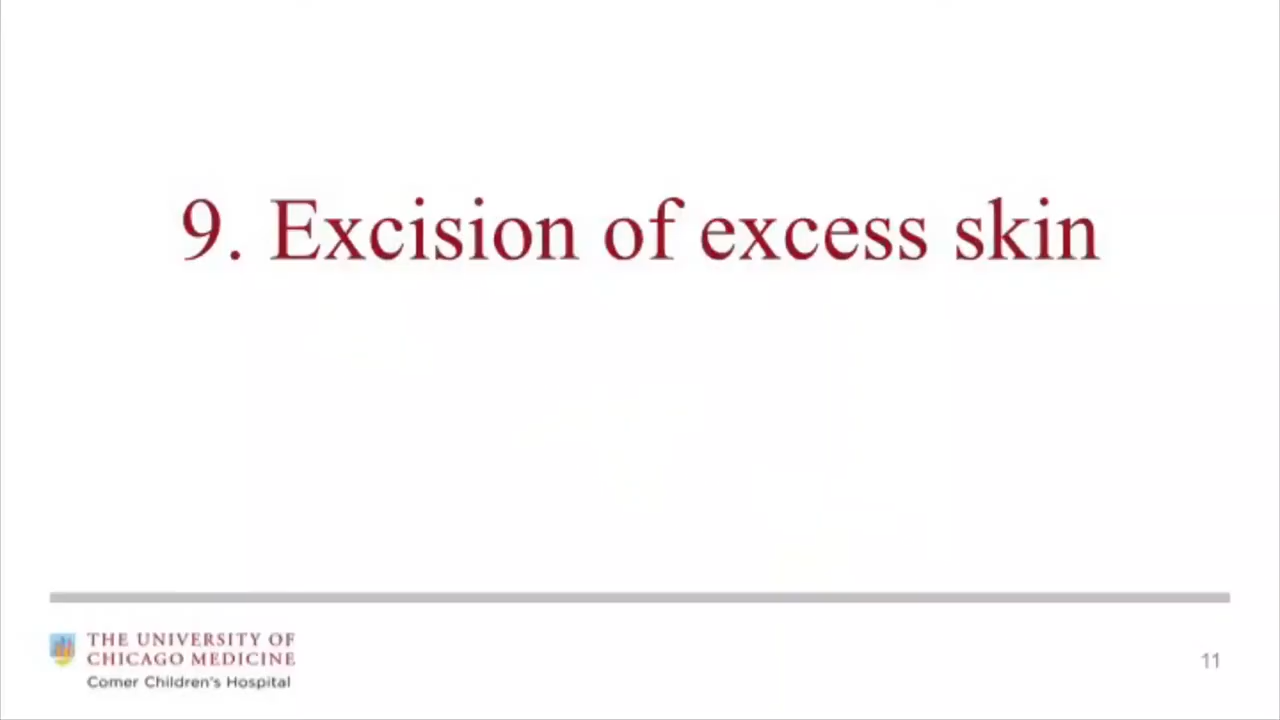 9. Excision of excess skin
THE UNIVERSITY OF
CHICAGO MEDICINE
Comer Children's Hospital
11